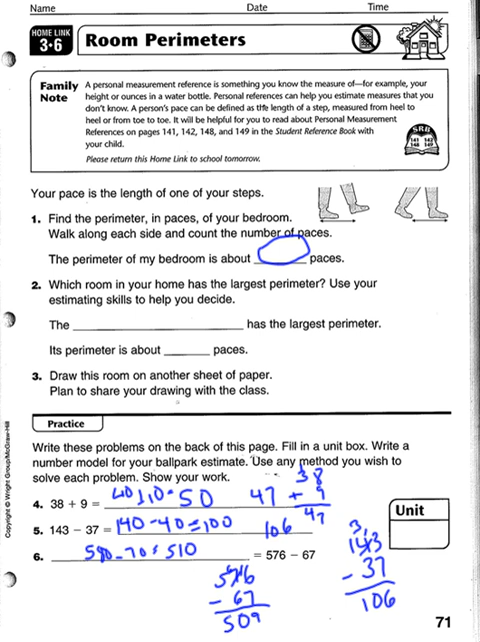 Name Date Time
HOME LINK
3•6
Room Perimeters
Family Note
A personal measurement reference is something you know the measure of—for example, your
height or ounces in a water bottle. Personal references can help you estimate measures that you
don't know. A person's pace can be defined as the length of a step, measured from heel to
heel or from toe to toe. It will be helpful for you to read about Personal Measurement
References on pages 141, 142, 148, and 149 in the Student Reference Book with
your child.
SRB
141 142
148 149
Please return this Home Link to school tomorrow.
Your pace is the length of one of your steps.
1. Find the perimeter, in paces, of your bedroom.
Walk along each side and count the number of paces.
The perimeter of my bedroom is about ______ paces.
2. Which room in your home has the largest perimeter? Use your
estimating skills to help you decide.
The ______ has the largest perimeter.
Its perimeter is about ______ paces.
3. Draw this room on another sheet of paper.
Plan to share your drawing with the class.
Practice
Write these problems on the back of this page. Fill in a unit box. Write a
number model for your ballpark estimate. Use any method you wish to
solve each problem. Show your work.
4. 38 + 9 = 50 47
38
+ 9
47
5. 143 − 37 = 140 - 40 = 100 106
6. - 70 = 510 = 576 − 67
Unit
- 37
106
- 67
509
Copyright © Wright Group/McGraw-Hill
71